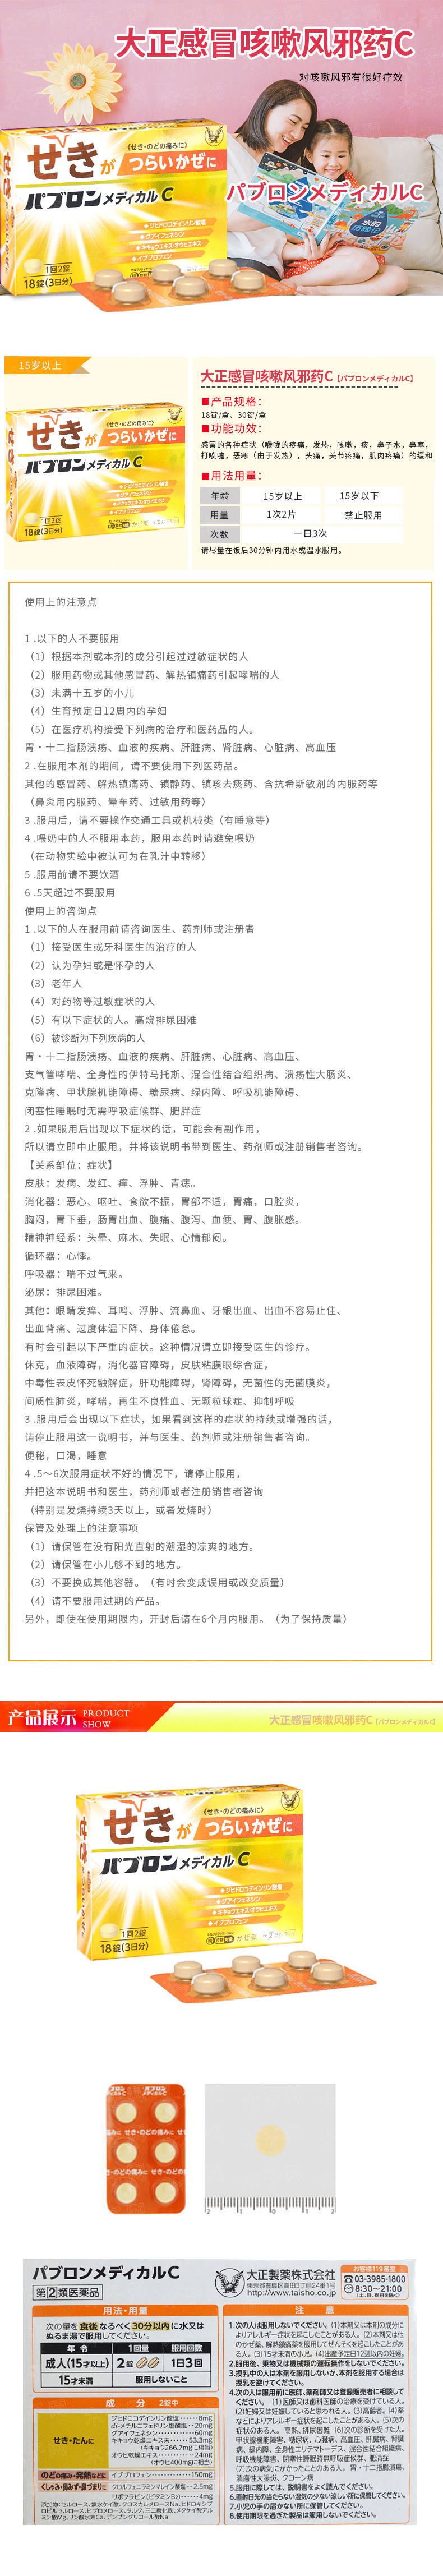 大正感冒咳嗽风邪药C
对咳嗽风邪有很好疗效
せきが
《せき・のどの痛みに》
つらいかぜに
パブロンメディカルC
ジヒドロコデインリン酸塩
グアイフェネシン
キキョウエキス・オウヒエキス
イブプロフェン
1回2錠
18錠(3日分)
パブロンメディカルC
15岁以上
せきが
《せき・のどの痛みに》
つらいかぜに
パブロンメディカルC
1回2錠
18錠(3日分)
大正感冒咳嗽风邪药C【パブロンメディカルC】
■产品规格：
18锭/盒、30锭/盒
■功能功效：
感冒的各种症状（喉咙的疼痛，发热，咳嗽，痰，鼻子水，鼻塞，
打喷嚏，恶寒（由于发热），头痛，关节疼痛，肌肉疼痛）的缓和
■用法用量：
年龄 15岁以上 15岁以下
用量 1次2片 禁止服用
次数 一日3次
请尽量在饭后30分钟内用水或温水服用。
使用上的注意点
1 .以下的人不要服用
（1）根据本剂或本剂的成分引起过过敏症状的人
（2）服用药物或其他感冒药、解热镇痛药引起哮喘的人
（3）未满十五岁的小儿
（4）生育预定日12周内的孕妇
（5）在医疗机构接受下列病的治疗和医药品的人。
胃・十二指肠溃疡、血液的疾病、肝脏病、肾脏病、心脏病、高血压
2 .在服用本剂的期间，请不要使用下列医药品。
其他的感冒药、解热镇痛药、镇静药、镇咳去痰药、含抗希斯敏剂的内服药等
（鼻炎用内服药、晕车药、过敏用药等）
3 .服用后，请不要操作交通工具或机械类（有睡意等）
4 .喂奶中的人不服用本药，服用本药时请避免喂奶
（在动物实验中被认可为在乳汁中转移）
5 .服用前请不要饮酒
6 .5天超过不要服用
使用上的咨询点
1 .以下的人在服用前请咨询医生、药剂师或注册者
（1）接受医生或牙科医生的治疗的人
（2）认为孕妇或是怀孕的人
（3）老年人
（4）对药物等过敏症状的人
（5）有以下症状的人。高烧排尿困难
（6）被诊断为下列疾病的人
胃・十二指肠溃疡、血液的疾病、肝脏病、心脏病、高血压、
支气管哮喘、全身性的伊特马托斯、混合性结合组织病、溃疡性大肠炎、
克隆病、甲状腺机能障碍、糖尿病、绿内障、呼吸机能障碍、
闭塞性睡眠时无需呼吸症候群、肥胖症
2 .如果服用后出现以下症状的话，可能会有副作用，
所以请立即中止服用，并将该说明书带到医生、药剂师或注册销售者咨询。
【关系部位：症状】
皮肤：发病、发红、痒、浮肿、青痣。
消化器：恶心、呕吐、食欲不振，胃部不适，胃痛，口腔炎，
胸闷，胃下垂，肠胃出血、腹痛、腹泻、血便、胃、腹胀感。
精神神经系：头晕、麻木、失眠、心情郁闷。
循环器：心悸。
呼吸器：喘不过气来。
泌尿：排尿困难。
其他：眼睛发痒、耳鸣、浮肿、流鼻血、牙龈出血、出血不容易止住、
出血背痛、过度体温下降、身体倦怠。
有时会引起以下严重的症状。这种情况请立即接受医生的诊疗。
休克，血液障碍，消化器官障碍，皮肤粘膜眼综合症，
中毒性表皮怀死融解症，肝功能障碍，肾障碍，无菌性的无菌膜炎，
间质性肺炎，哮喘，再生不良性血、无颗粒球症、抑制呼吸
3 .服用后会出现以下症状，如果看到这样的症状的持续或增强的话，
请停止服用这一说明书，并与医生、药剂师或注册销售者咨询。
便秘，口渴，睡意
4 .5～6次服用症状不好的情况下，请停止服用，
并把这本说明书和医生，药剂师或者注册销售者咨询
（特别是发烧持续3天以上，或者发烧时）
保管及处理上的注意事项
（1）请保管在没有阳光直射的潮湿的凉爽的地方。
（2）请保管在小儿够不到的地方。
（3）不要换成其他容器。（有时会变成误用或改变质量）
（4）请不要服用过期的产品。
另外，即使在使用期限内，开封后请在6个月内服用。（为了保持质量）
产品展示 PRODUCT SHOW
大正感冒咳嗽风邪药C【パブロンメディカルC】
せきが
《せき・のどの痛みに》
つらいかぜに
パブロンメディカルC
ジヒドロコデインリン酸塩
グアイフェネシン
キキョウエキス・オウヒエキス
イブプロフェン
1回2錠
18錠(3日分)
せき・のどの痛みに
2 1 0 1 2
パブロンメディカルC
指定②類医薬品
大正製薬株式会社
東京都豊島区高田3丁目24番1号
http://www.taisho.co.jp
お客様119番室
03-3985-1800
8:30～21:00
(土、日、祝日を除く)
用法・用量
次の量を食後なるべく30分以内に水又は
ぬるま湯で服用してください。
年令 1回量 服用回数
成人(15才以上) 2錠 1日3回
15才未満 服用しないこと
成分 2錠中
せき・たんに
ジヒドロコデインリン酸塩……8mg
dl-メチルエフェドリン塩酸塩…20mg
グアイフェネシン……60mg
キキョウ乾燥エキス末……53.3mg
(キキョウ266.7mgに相当)
オウヒ乾燥エキス……24mg
(オウヒ400mgに相当)
のどの痛み・発熱などに イブプロフェン……150mg
くしゃみ・鼻みず・鼻づまりに クロルフェニラミンマレイン酸塩…2.5mg
リボフラビン(ビタミンB2)……4mg
注意
1.次の人は服用しないでください。(1)本剤又は本剤の成分に
よりアレルギー症状を起こしたことがある人。(2)本剤又は他
のかぜ薬、解熱鎮痛薬を服用してぜんそくを起こしたことがあ
る人。(3)15才未満の小児。(4)出産予定日12週以内の妊婦。
2.服用後、乗物又は機械類の運転操作をしないでください。
3.授乳中の人は本剤を服用しないか、本剤を服用する場合は
授乳を避けてください。
4.次の人は服用前に医師、薬剤師又は登録販売者に相談して
ください。(1)医師又は歯科医師の治療を受けている人。
(2)妊婦又は妊娠していると思われる人。(3)高齢者。(4)薬
などによりアレルギー症状を起こしたことがある人。(5)次の
症状のある人。高熱、排尿困難 (6)次の診断を受けた人。
甲状腺機能障害、糖尿病、心臓病、高血圧、肝臓病、腎臓
病、緑内障、全身性エリテマトーデス、混合性結合組織病、
呼吸機能障害、閉塞性睡眠時無呼吸症候群、肥満症
(7)次の病気にかかったことのある人。胃・十二指腸潰瘍、
潰瘍性大腸炎、クローン病
5.服用に際しては、説明書をよく読んでください。
6.直射日光の当たらない湿気の少ない涼しい所に保管してください。
7.小児の手の届かない所に保管してください。
8.使用期限を過ぎた製品は服用しないでください。